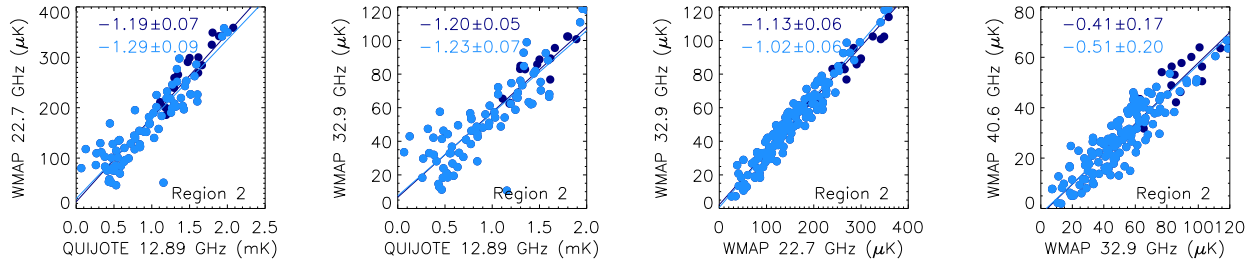 WMAP 22.7 GHz (μK)
400
300
200
100
0
−1.19±0.07
−1.29±0.09
Region 2
0.0 0.5 1.0 1.5 2.0 2.5
QUIJOTE 12.89 GHz (mK)
WMAP 32.9 GHz (μK)
120
100
80
60
40
20
0
−1.20±0.05
−1.23±0.07
Region 2
0.0 0.5 1.0 1.5 2.0
QUIJOTE 12.89 GHz (mK)
WMAP 32.9 GHz (μK)
120
100
80
60
40
20
0
−1.13±0.06
−1.02±0.06
Region 2
0 100 200 300 400
WMAP 22.7 GHz (μK)
WMAP 40.6 GHz (μK)
80
60
40
20
0
−0.41±0.17
−0.51±0.20
Region 2
0 20 40 60 80 100 120
WMAP 32.9 GHz (μK)